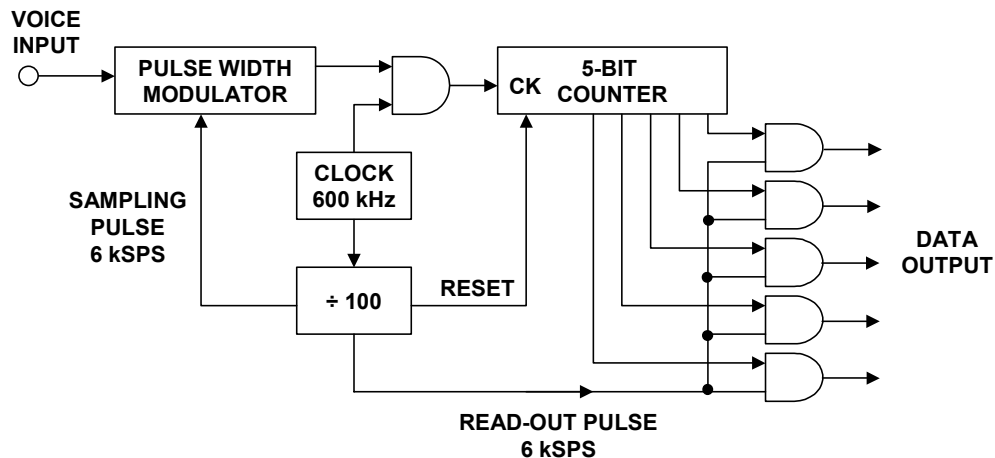 VOICE
INPUT
PULSE WIDTH
MODULATOR
CK
5-BIT
COUNTER
CLOCK
600 kHz
SAMPLING
PULSE
6 kSPS
÷ 100
RESET
DATA
OUTPUT
READ-OUT PULSE
6 kSPS